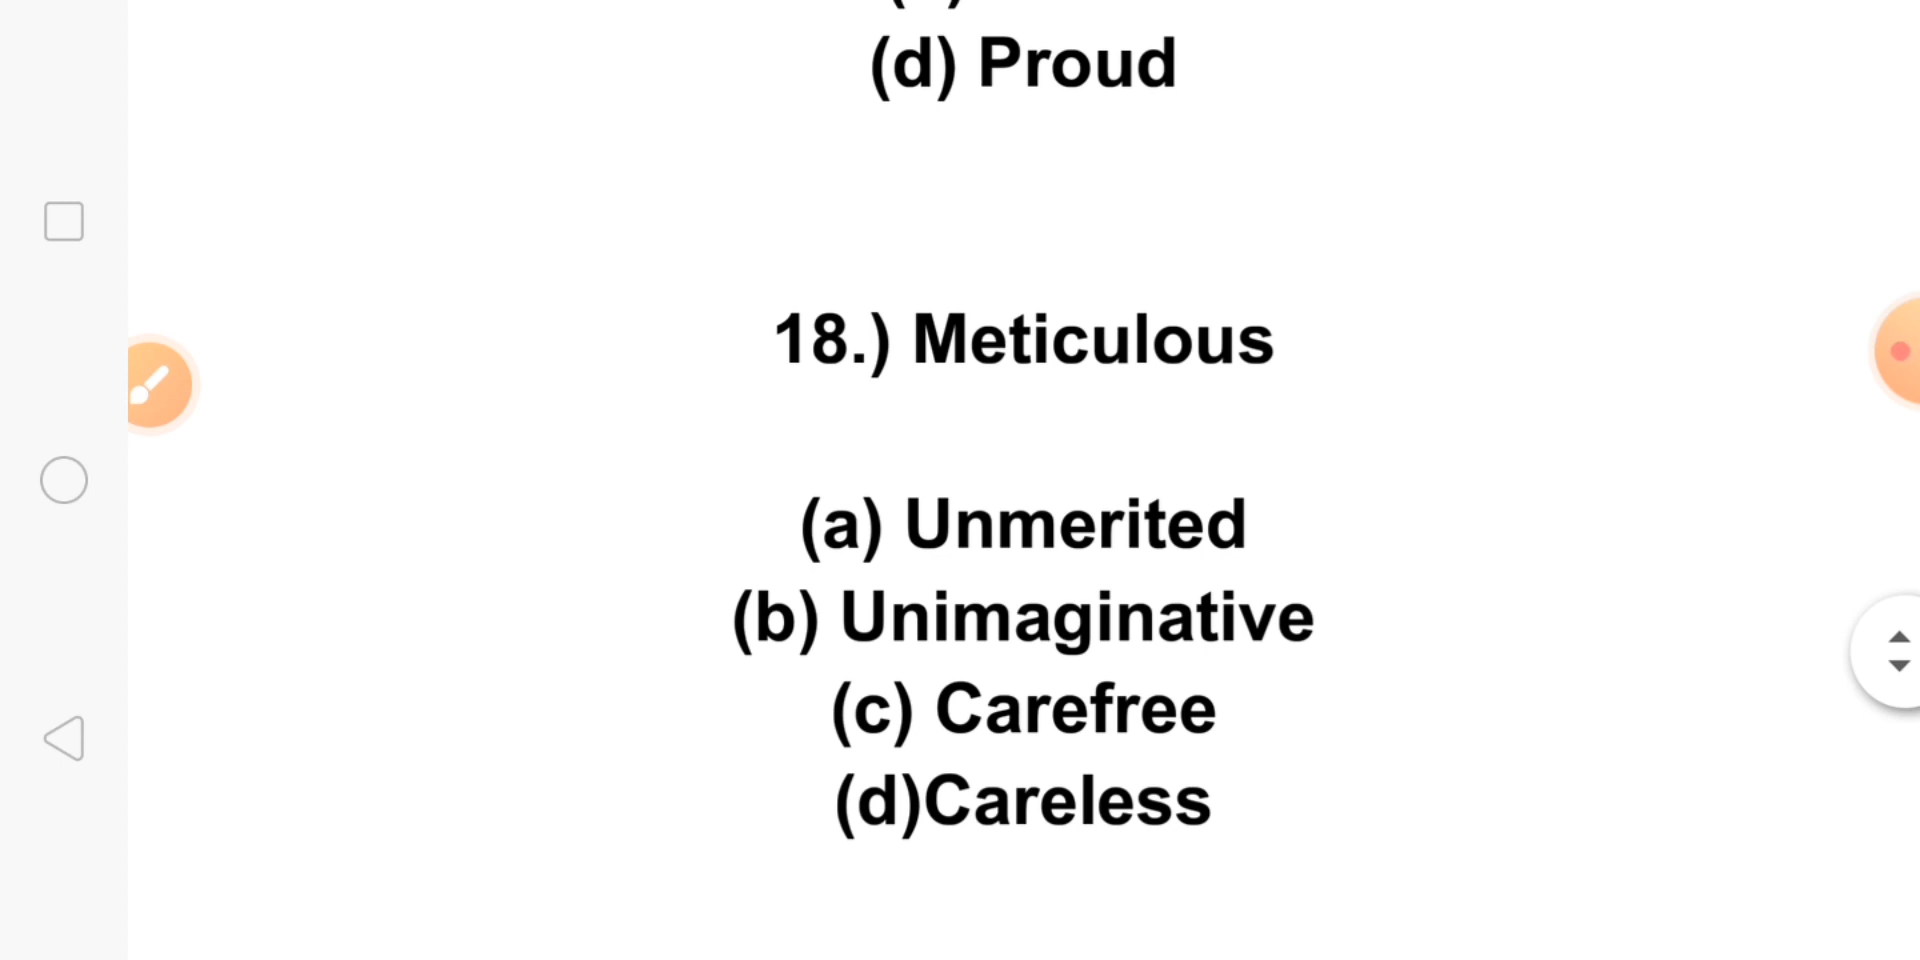 (d) Proud
18.) Meticulous
(a) Unmerited
(b) Unimaginative
(c) Carefree
(d)Careless